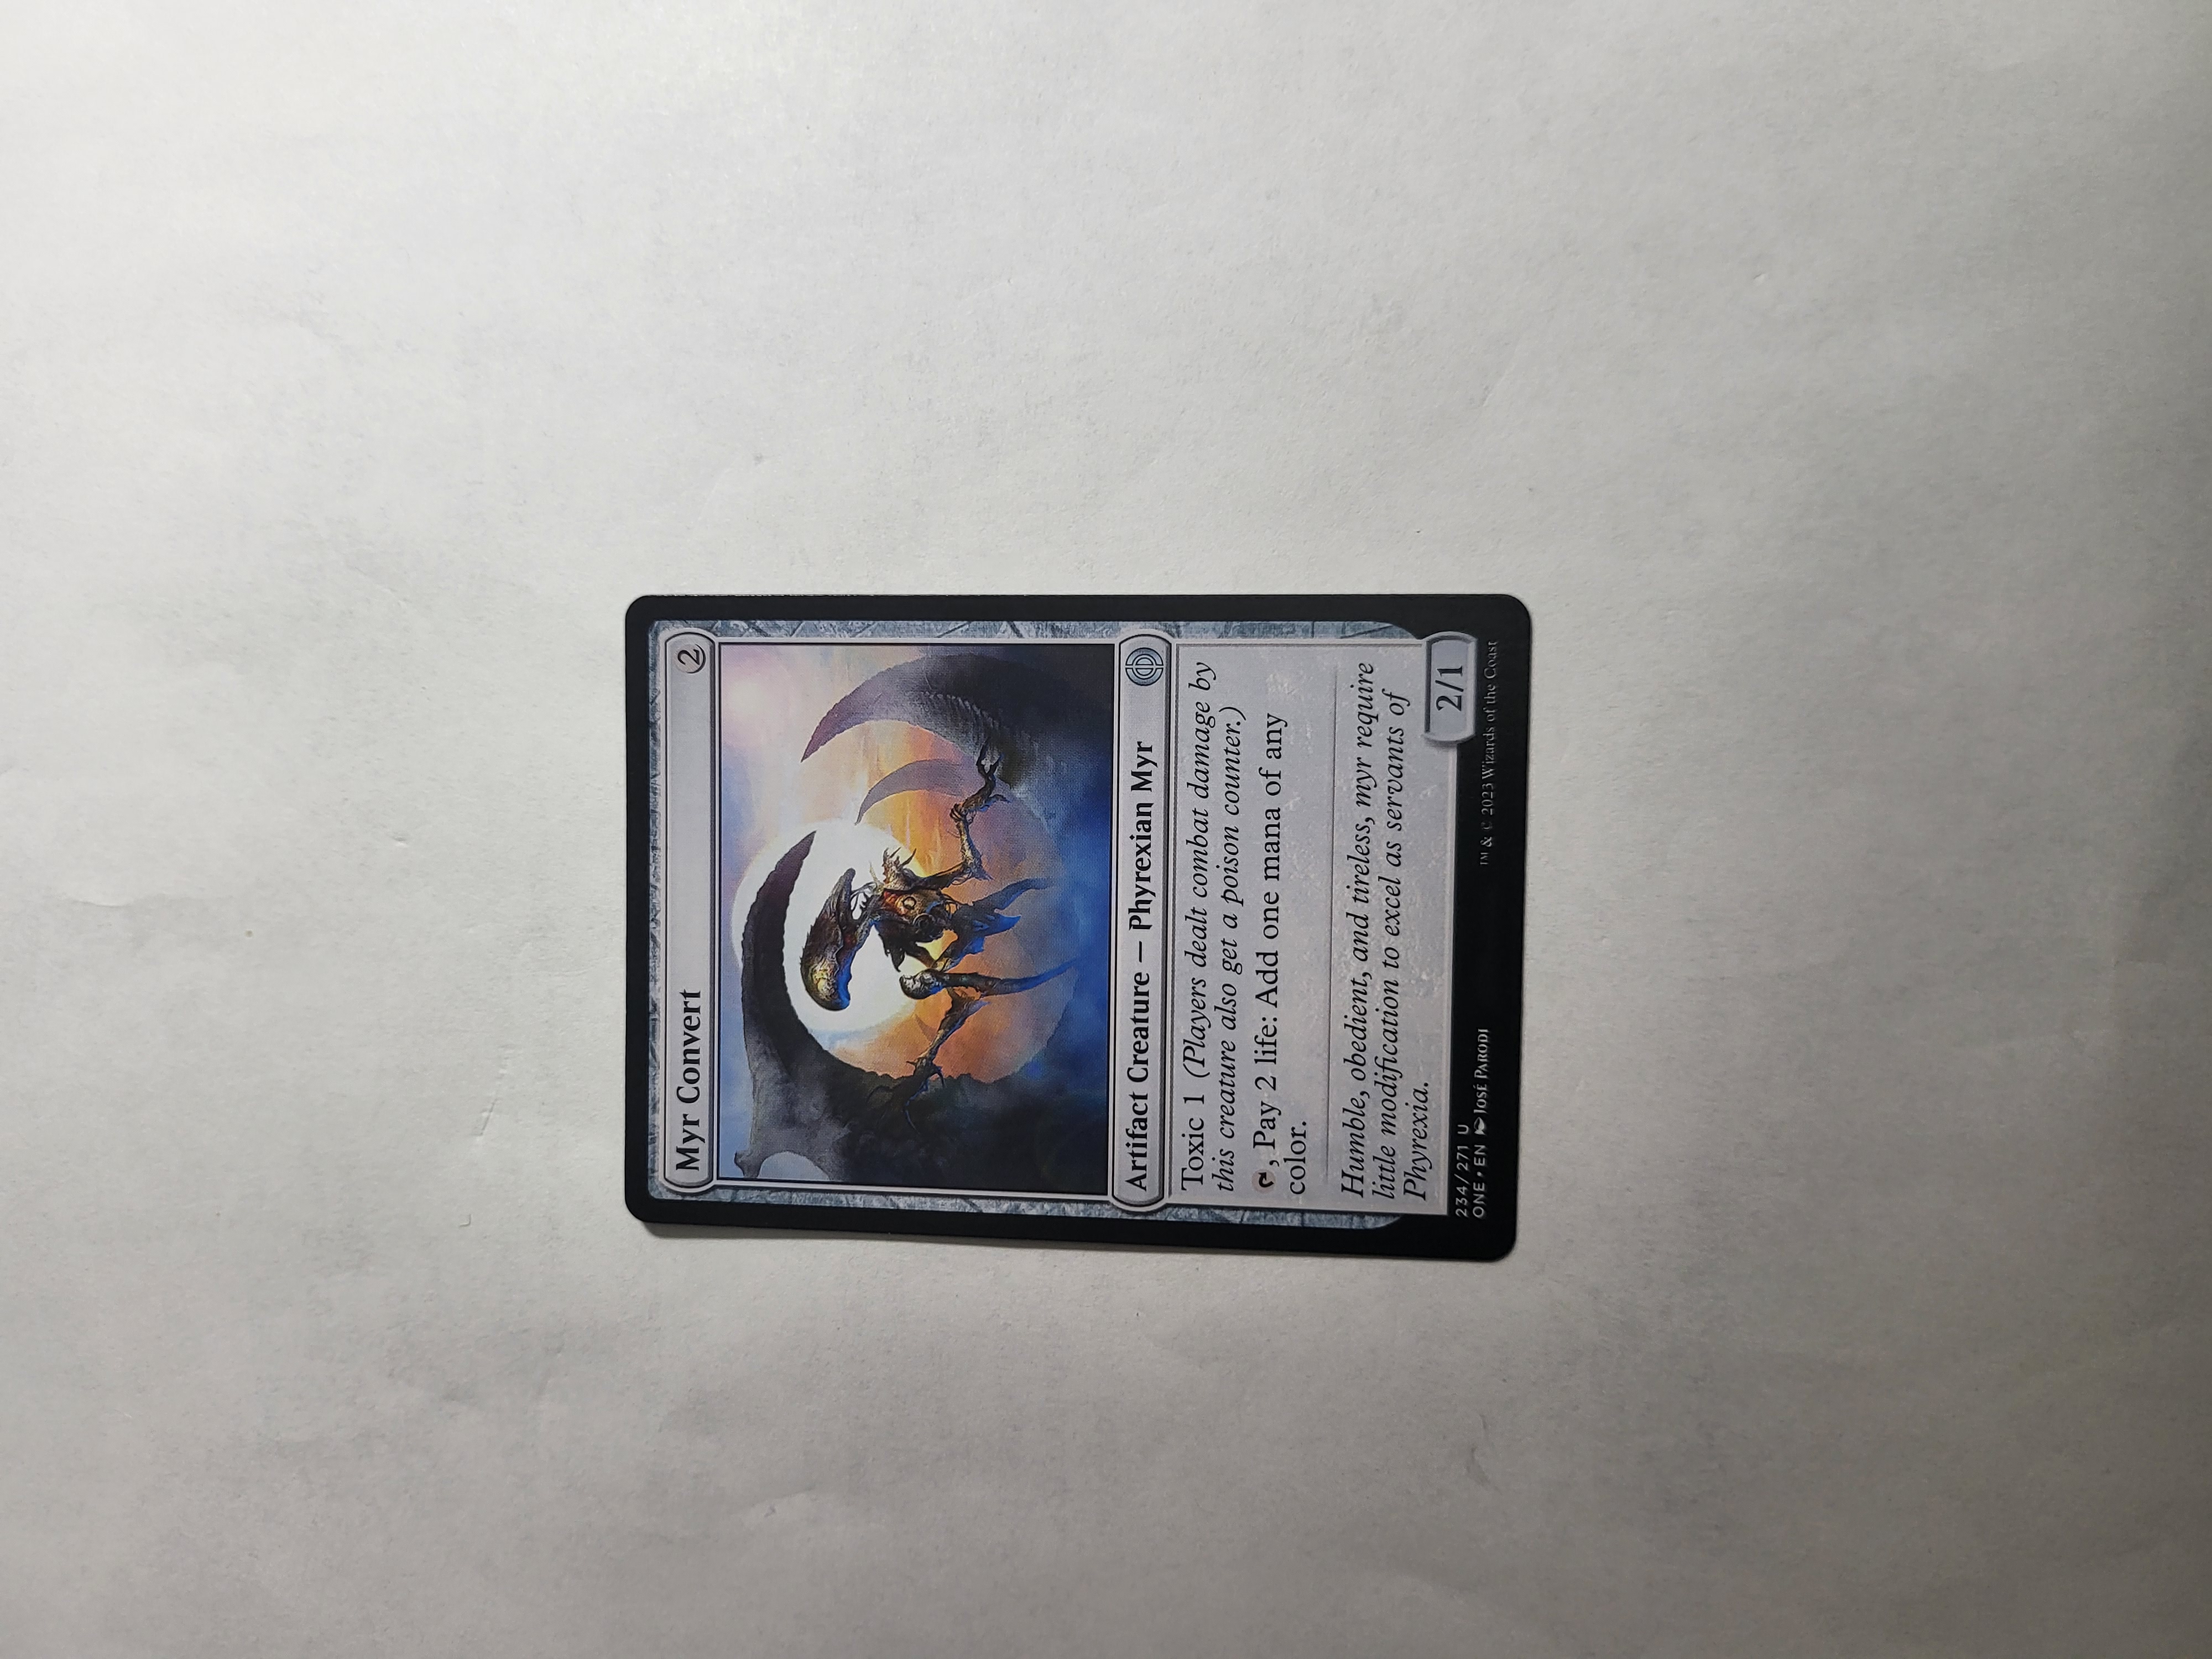 Myr Convert 2
Artifact Creature — Phyrexian Myr
Toxic 1 (Players dealt combat damage by
this creature also get a poison counter.)
, Pay 2 life: Add one mana of any
color.
Humble, obedient, and tireless, myr require
little modification to excel as servants of
Phyrexia.
2/1
234/271 U
ONE • EN José Parodi
™ & © 2023 Wizards of the Coast